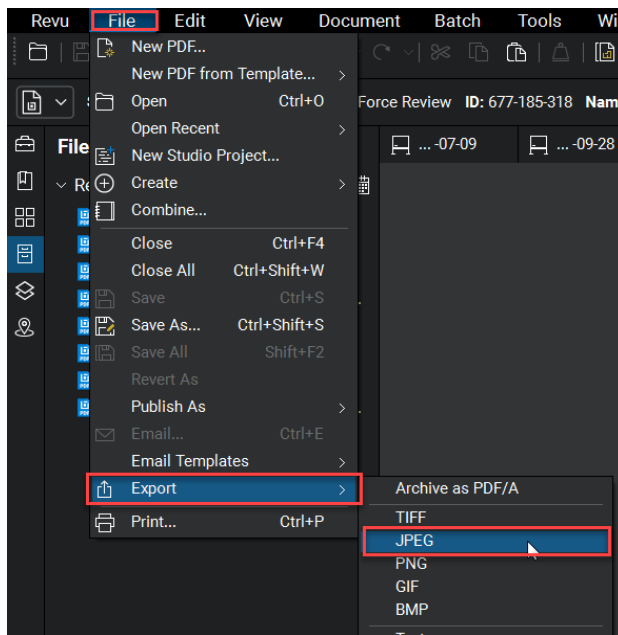 Revu File Edit View Document Batch Tools Wi
New PDF...
New PDF from Template...
Open Ctrl+O
Force Review ID: 677-185-318 Nam
Open Recent
File
... -07-09
... -09-28
New Studio Project...
Create
Re
Combine...
Close Ctrl+F4
Close All Ctrl+Shift+W
Save Ctrl+S
Save As... Ctrl+Shift+S
Save All Shift+F2
Revert As
Publish As
Email... Ctrl+E
Email Templates
Export
Print... Ctrl+P
Archive as PDF/A
TIFF
JPEG
PNG
GIF
BMP